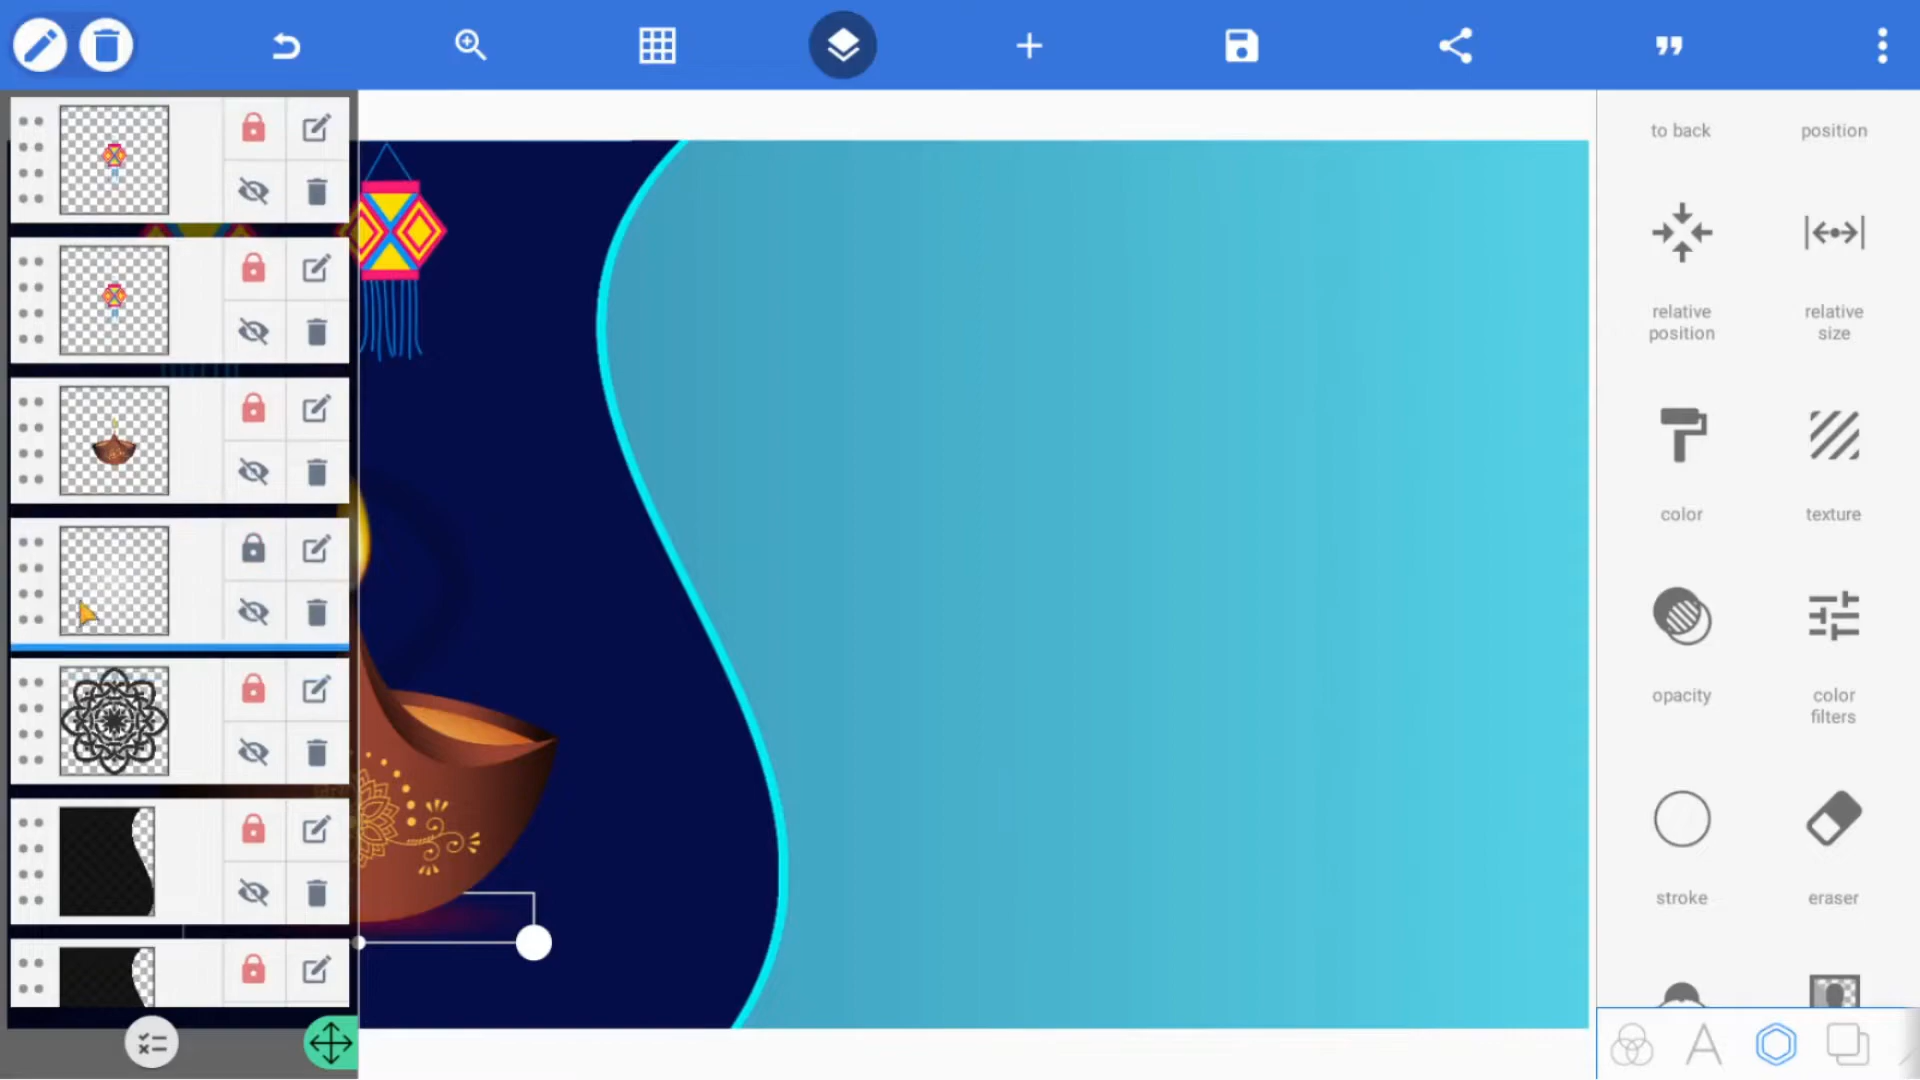 to back
position
relative
position
relative
size
color
texture
opacity
color
filters
stroke
eraser